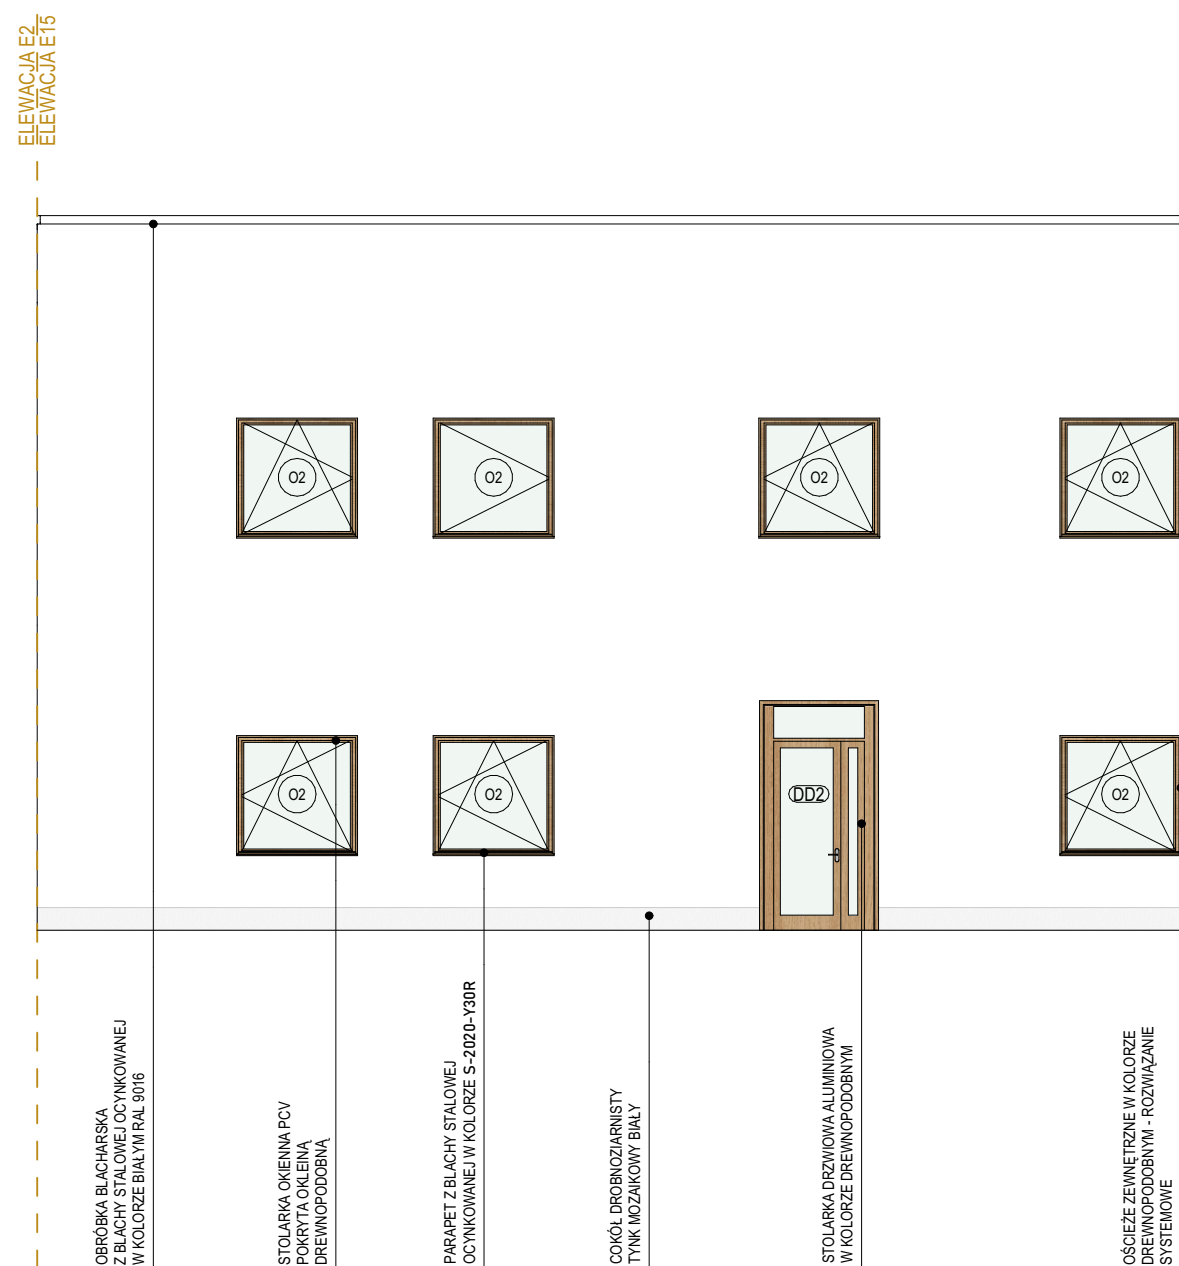 ELEWACJA E2
ELEWACJA E15
O2
O2
O2
O2
O2
O2
DD2
O2
OBRÓBKA BLACHARSKA
Z BLACHY STALOWEJ OCYNKOWANEJ
W KOLORZE BIAŁYM RAL 9016
STOLARKA OKIENNA PCV
POKRYTA OKLEINĄ
DREWNOPODOBNĄ
PARAPET Z BLACHY STALOWEJ
OCYNKOWANEJ W KOLORZE S-2020-Y30R
COKÓŁ DROBNOZIARNISTY
TYNK MOZAIKOWY BIAŁY
STOLARKA DRZWIOWA ALUMINIOWA
W KOLORZE DREWNOPODOBNYM
OŚCIEŻE ZEWNĘTRZNE W KOLORZE
DREWNOPODOBNYM - ROZWIĄZANIE
SYSTEMOWE